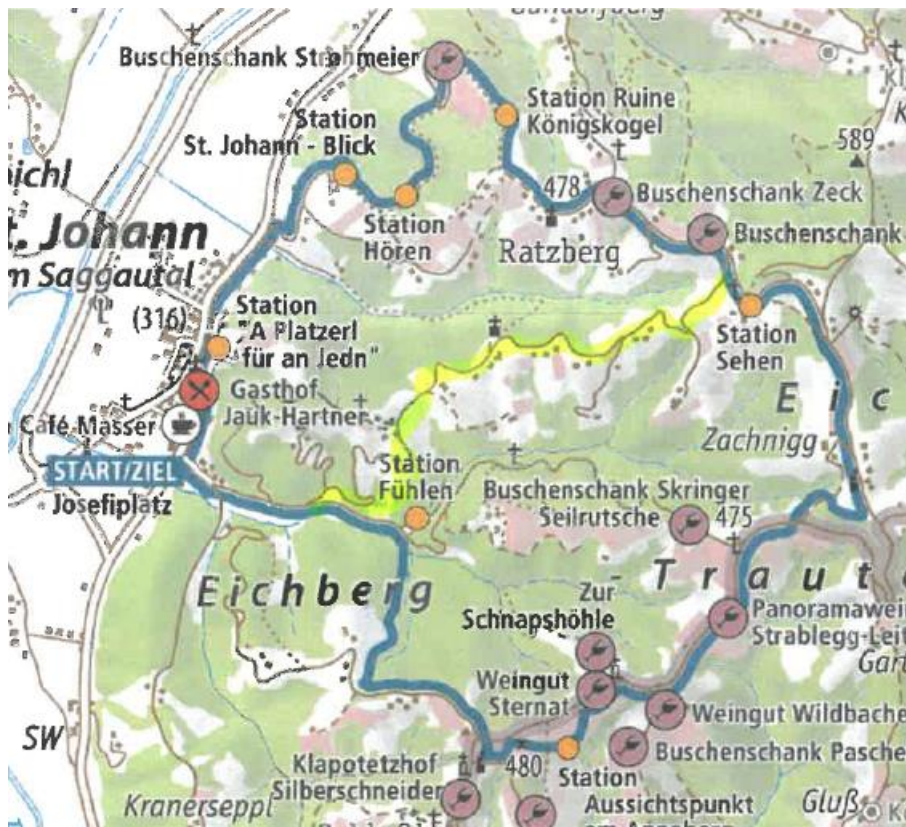 Buschenschank Strohmeier
Station Ruine
Königskogel
Station
St. Johann - Blick
589
478
Buschenschank Zeck
Station
Hören
Ratzberg
Buschenschank
St. Johann
im Saggautal
(316)
Station
"A Platzerl
für an Jedn"
Station
Sehen
Gasthof
Jauk-Hartner
Café Masser
Zachnigg
START/ZIEL
Josefiplatz
Station
Fühlen
Buschenschank Skringer
Seilrutsche
475
Eichberg
Traut
Zur
Schnapshöhle
Panoramawein
Strablegg-Leit
Weingut
Sternat
Weingut Wildbache
SW
Buschenschank Pasche
480
Klapotetzhof
Silberschneider
Station
Aussichtspunkt
Kranerseppl
Gluß